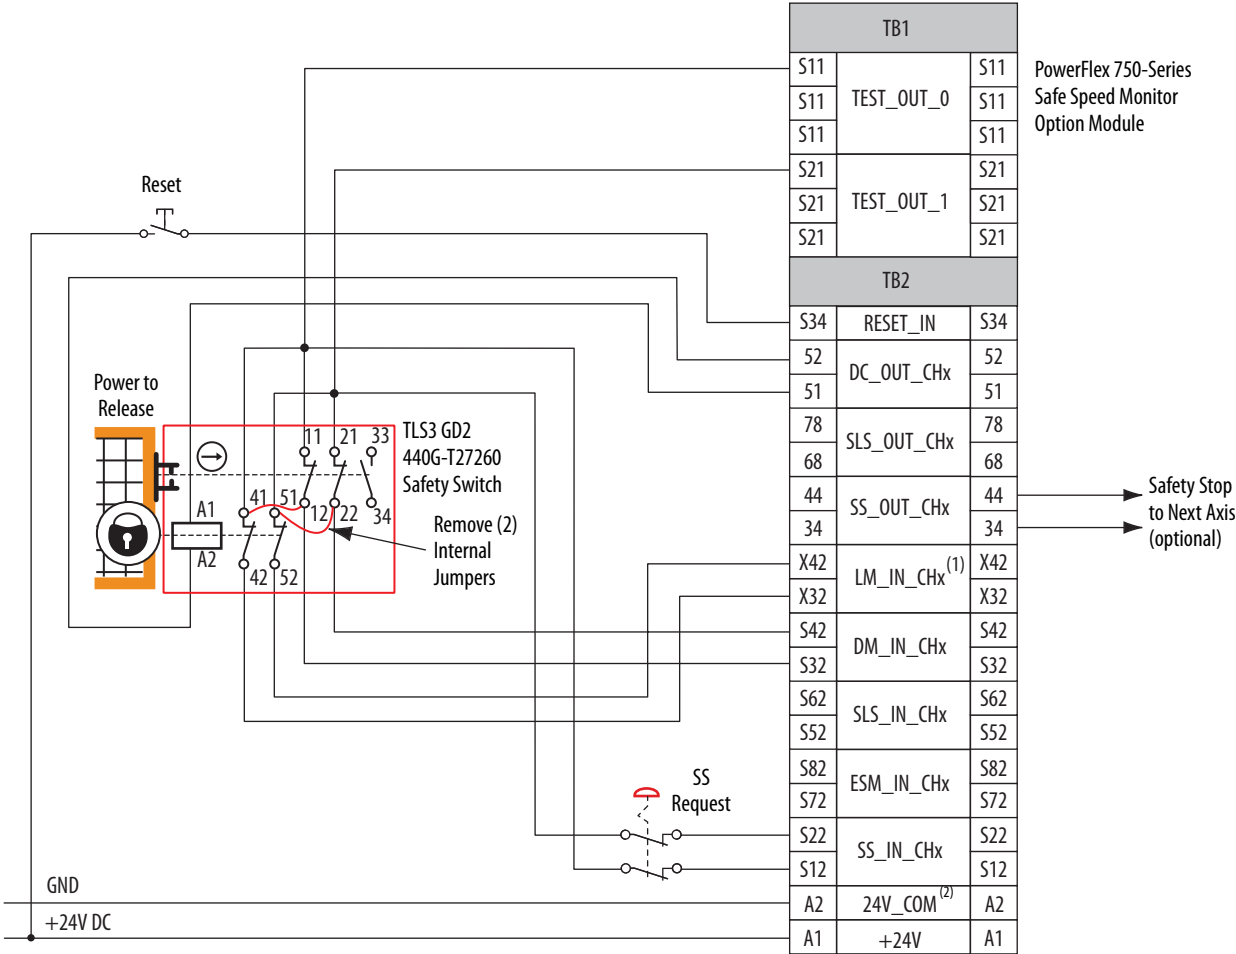 TB1
S11 TEST_OUT_0 S11
S11 S11
S11 S11
S21 TEST_OUT_1 S21
S21 S21
S21 S21
PowerFlex 750-Series
Safe Speed Monitor
Option Module
Reset
TB2
S34 RESET_IN S34
52 DC_OUT_CHx 52
51 51
78 SLS_OUT_CHx 78
68 68
44 SS_OUT_CHx 44
34 34
X42 LM_IN_CHx(1) X42
X32 X32
S42 DM_IN_CHx S42
S32 S32
S62 SLS_IN_CHx S62
S52 S52
S82 ESM_IN_CHx S82
S72 S72
S22 SS_IN_CHx S22
S12 S12
A2 24V_COM(2) A2
A1 +24V A1
Safety Stop
to Next Axis
(optional)
Power to
Release
TLS3 GD2
440G-T27260
Safety Switch
11 21 33
41 51 12 22 34
A1
A2
42 52
Remove (2)
Internal
Jumpers
SS
Request
GND
+24V DC